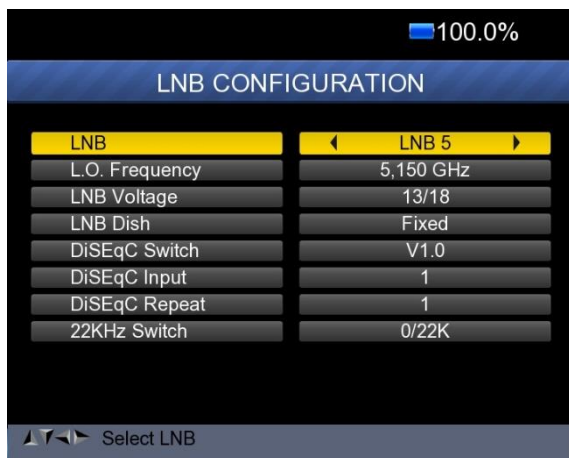 100.0%
LNB CONFIGURATION
LNB LNB 5
L.O. Frequency 5,150 GHz
LNB Voltage 13/18
LNB Dish Fixed
DiSEqC Switch V1.0
DiSEqC Input 1
DiSEqC Repeat 1
22KHz Switch 0/22K
Select LNB